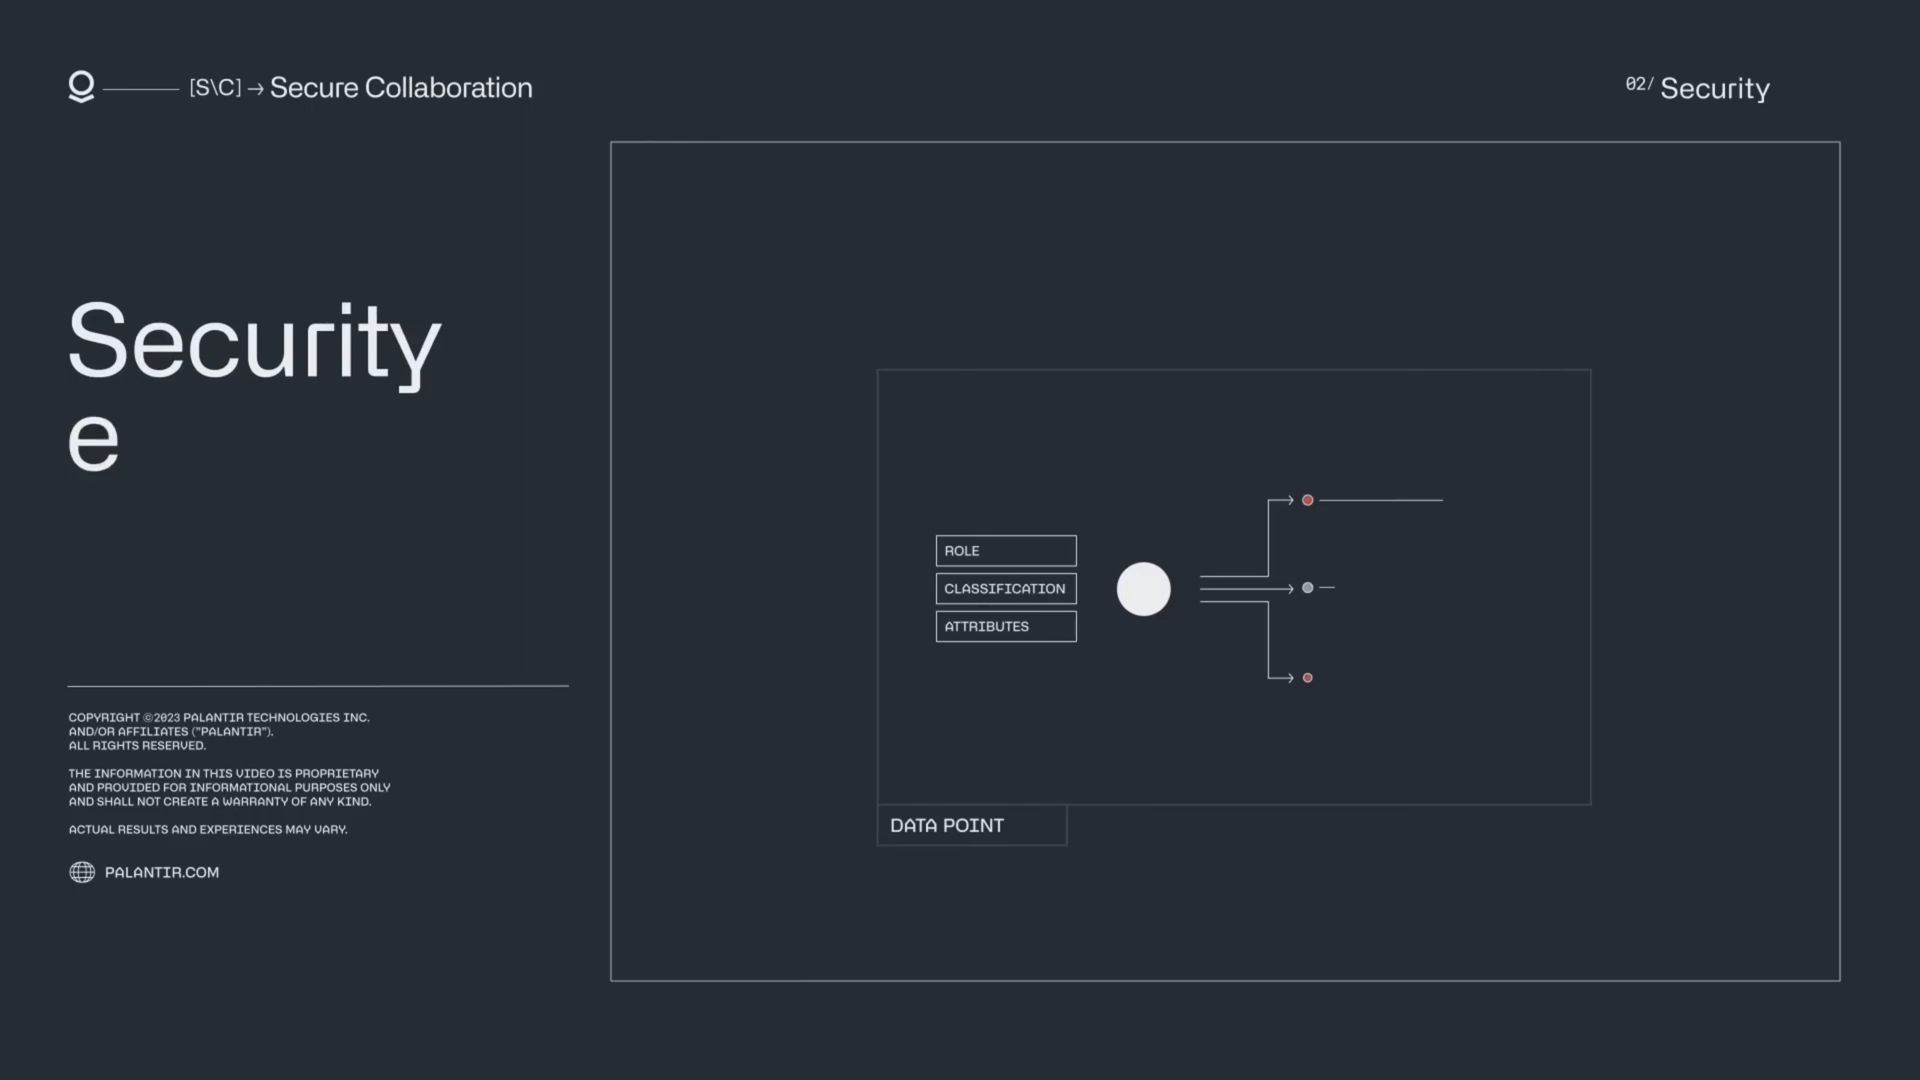 [S\C] → Secure Collaboration
02/ Security
Security
e
ROLE
CLASSIFICATION
ATTRIBUTES
DATA POINT
COPYRIGHT ©2023 PALANTIR TECHNOLOGIES INC.
AND/OR AFFILIATES ("PALANTIR").
ALL RIGHTS RESERVED.
THE INFORMATION IN THIS VIDEO IS PROPRIETARY
AND PROVIDED FOR INFORMATIONAL PURPOSES ONLY
AND SHALL NOT CREATE A WARRANTY OF ANY KIND.
ACTUAL RESULTS AND EXPERIENCES MAY VARY.
PALANTIR.COM